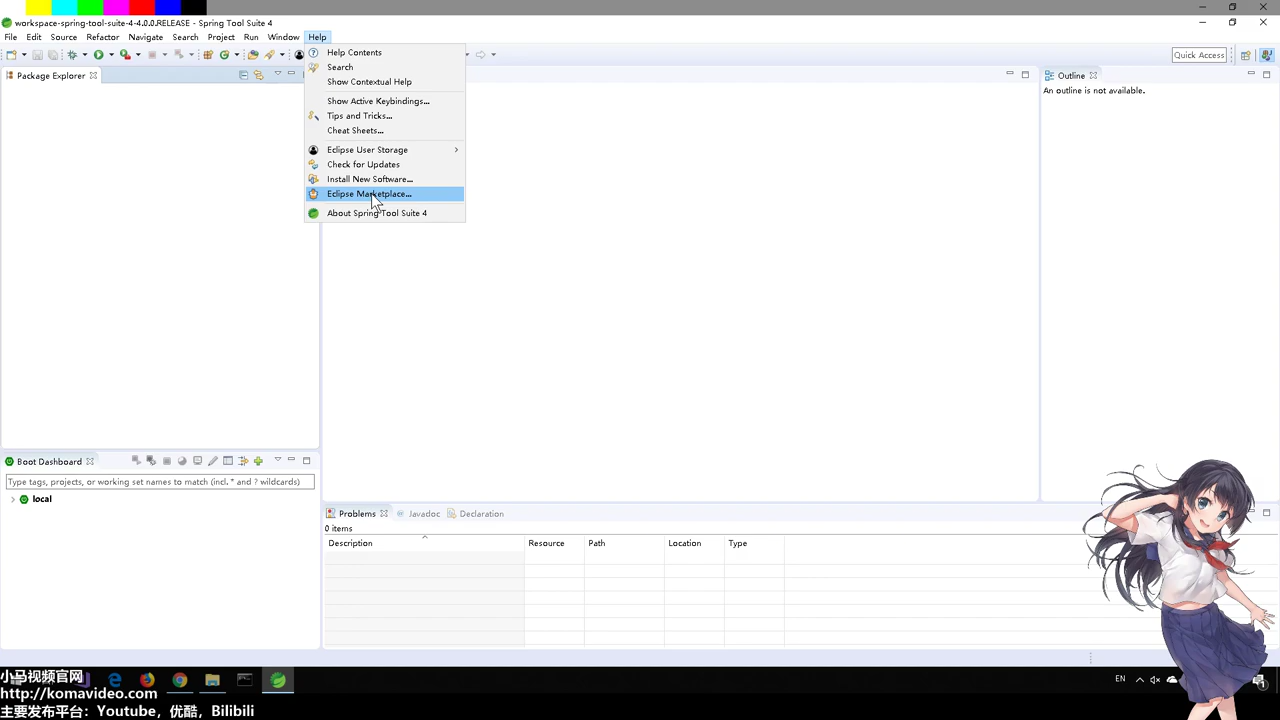 workspace-spring-tool-suite-4-4.0.0.RELEASE - Spring Tool Suite 4
File Edit Source Refactor Navigate Search Project Run Window Help
Quick Access
Package Explorer
Help Contents
Search
Show Contextual Help
Show Active Keybindings...
Tips and Tricks...
Cheat Sheets...
Eclipse User Storage
Check for Updates
Install New Software...
Eclipse Marketplace...
About Spring Tool Suite 4
Outline
An outline is not available.
Boot Dashboard
Type tags, projects, or working set names to match (incl. * and ? wildcards)
local
Problems Javadoc Declaration
0 items
Description Resource Path Location Type
EN
1
小马视频官网
http://komavideo.com
主要发布平台：Youtube，优酷，Bilibili